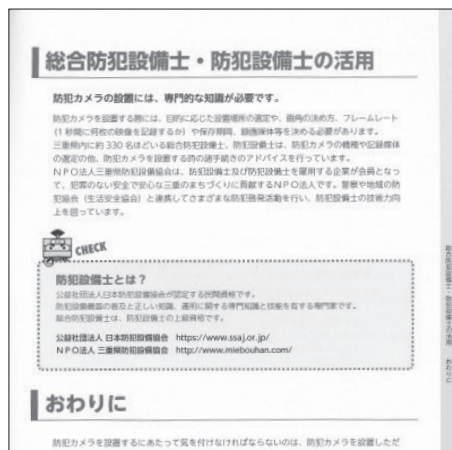 総合防犯設備士・防犯設備士の活用
防犯カメラの設置には、専門的な知識が必要です。
防犯カメラを設置する際には、目的に応じた設置場所の選定や、画角の決め方、フレームレート
(1秒間に何枚の映像を記録するか) や保存期間、録画媒体等を決める必要があります。
三重県内に約 330 名ほどいる総合防犯設備士、防犯設備士は、防犯カメラの機種や記録媒体
の選定の他、防犯カメラを設置する時の諸手続きのアドバイスを行っています。
NPO法人三重県防犯設備協会は、防犯設備士及び防犯設備士を雇用する企業が会員となっ
て、犯罪のない安全で安心な三重のまちづくりに貢献するNPO法人です。警察や地域の防
犯協会 (生活安全協会) と連携してさまざまな防犯啓発活動を行い、防犯設備士の技術力向
上を図っています。
CHECK
防犯設備士とは?
公益社団法人日本防犯設備協会が認定する民間資格です。
防犯設備機器の普及と正しい知識、運用に関する専門知識と技能を有する専門家です。
総合防犯設備士は、防犯設備士の上級資格です。
公益社団法人 日本防犯設備協会 https://www.ssaj.or.jp/
NPO法人 三重県防犯設備協会 http://www.miebouhan.com/
総合防犯設備士・防犯設備士の活用 おわりに
おわりに
防犯カメラを設置するにあたって気を付けなければならないのは、防犯カメラを設置しただ